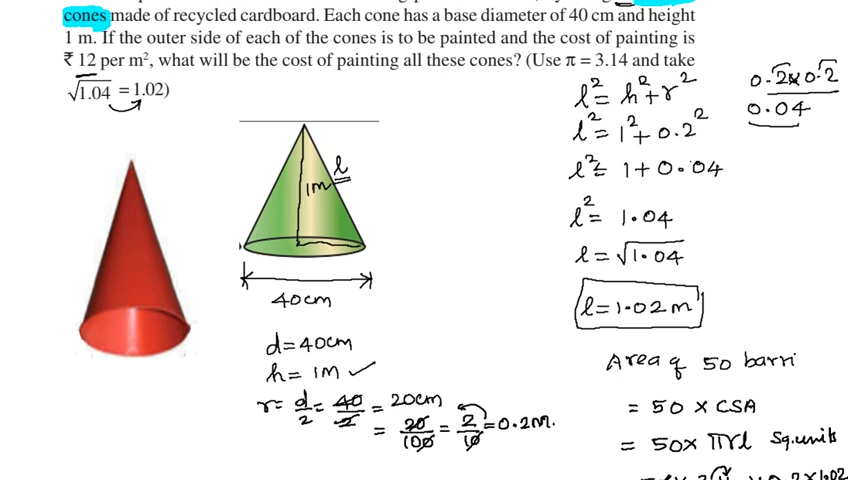 cones made of recycled cardboard. Each cone has a base diameter of 40 cm and height
1 m. If the outer side of each of the cones is to be painted and the cost of painting is
₹ 12 per m², what will be the cost of painting all these cones? (Use π = 3.14 and take
√1.04 = 1.02)
l
1m
40cm
d=40cm
h= 1M ✓
r= d/2 = 40/2 = 20cm
= 20/100 = 2/10 = 0.2M.
l² = h²+r²
l² = 1²+0.2²
l² = 1+0.04
l² = 1.04
l = √1.04
l=1.02m
0.2x0.2
0.04
Area of 50 barri
= 50 x CSA
= 50x πrl Sq.units